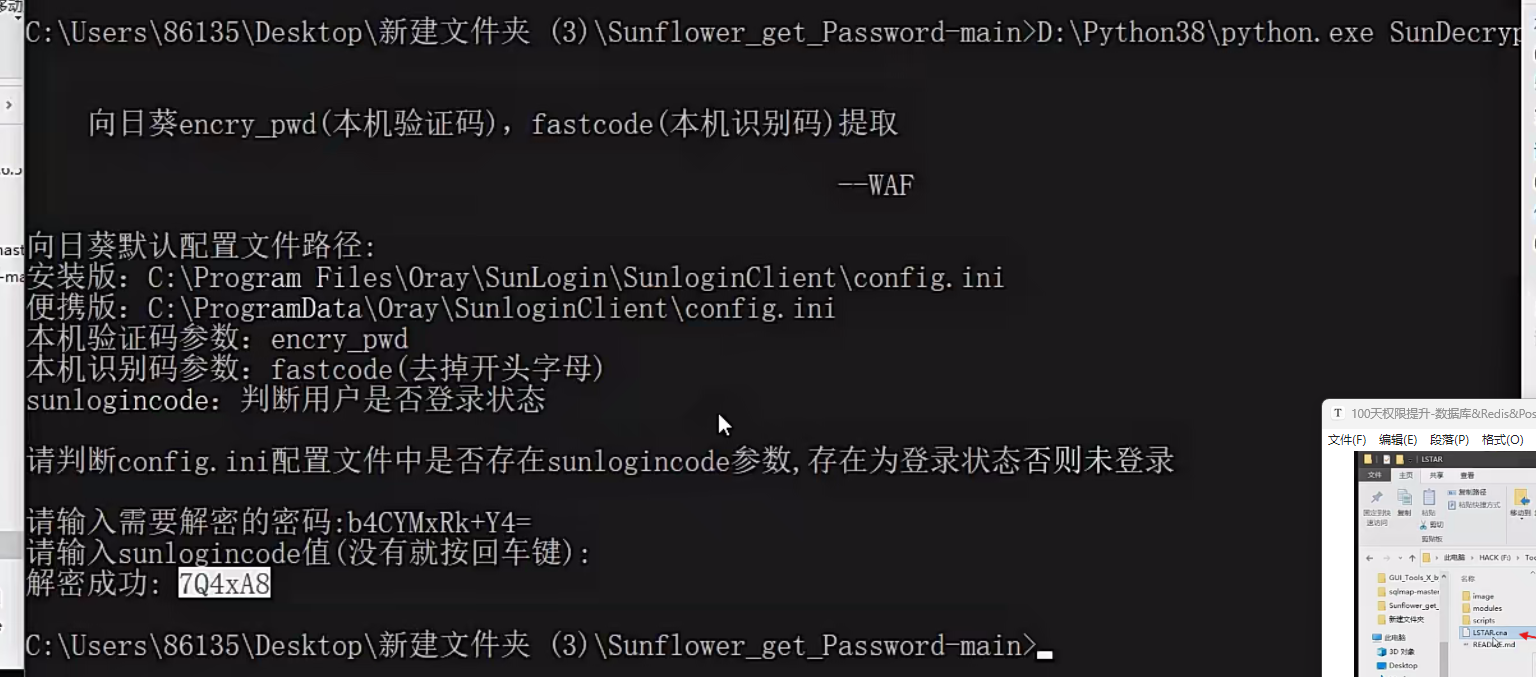 C:\Users\86135\Desktop\新建文件夹 (3)\Sunflower_get_Password-main>D:\Python38\python.exe SunDecryp
向日葵encry_pwd(本机验证码)，fastcode(本机识别码)提取
--WAF
向日葵默认配置文件路径:
安装版：C:\Program Files\Oray\SunLogin\SunloginClient\config.ini
便携版：C:\ProgramData\Oray\SunloginClient\config.ini
本机验证码参数：encry_pwd
本机识别码参数：fastcode(去掉开头字母)
sunlogincode：判断用户是否登录状态
请判断config.ini配置文件中是否存在sunlogincode参数,存在为登录状态否则未登录
请输入需要解密的密码:b4CYMxRk+Y4=
请输入sunlogincode值(没有就按回车键):
解密成功: 7Q4xA8
C:\Users\86135\Desktop\新建文件夹 (3)\Sunflower_get_Password-main>
T 100天权限提升-数据库&Redis&Pos
文件(F) 编辑(E) 段落(P) 格式(O)
LSTAR
文件 主页 共享 查看
复制路径
粘贴快捷方式
固定到快速访问 复制 粘贴 剪切 移动到
剪贴板
此电脑 > HACK (F:) > Too
GUI_Tools_X_b
名称
sqlmap-master
image
Sunflower_get_
modules
新建文件夹
scripts
LSTAR.cna
此电脑
README.md
3D 对象
Desktop